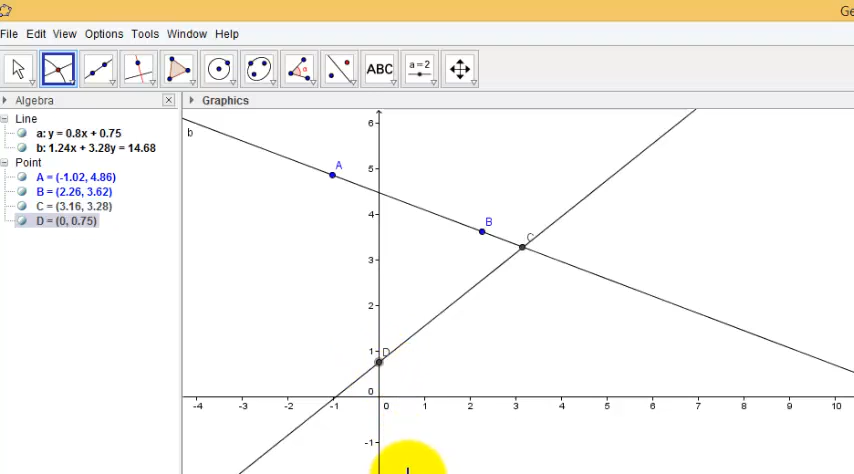 Ge
File Edit View Options Tools Window Help
ABC a = 2
Algebra Graphics
Line
a: y = 0.8x + 0.75
b: 1.24x + 3.28y = 14.68
Point
A = (-1.02, 4.86)
B = (2.26, 3.62)
C = (3.16, 3.28)
D = (0, 0.75)
b
A
B
C
D
6
5
4
3
2
1
0
-1
-4 -3 -2 -1 0 1 2 3 4 5 6 7 8 9 10